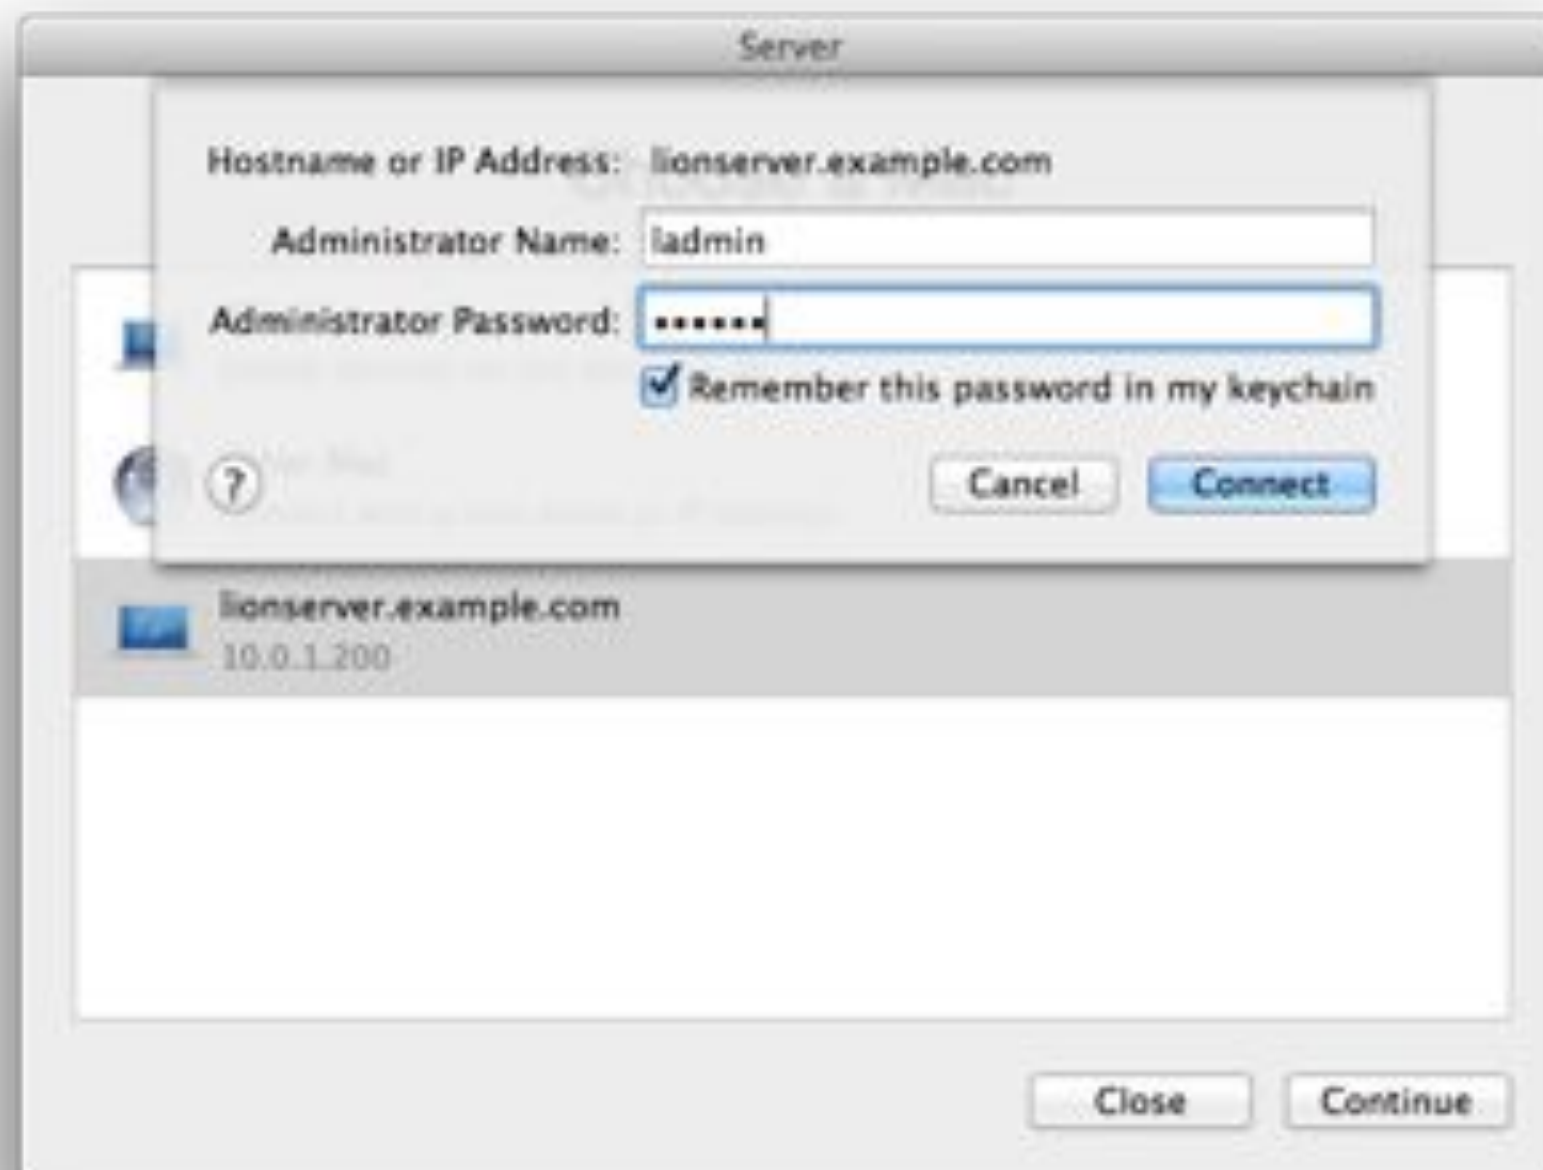 Server
Hostname or IP Address: lionserver.example.com
Administrator Name: ladmin
Administrator Password: ••••••
Remember this password in my keychain
? Cancel Connect
lionserver.example.com
10.0.1.200
Close Continue